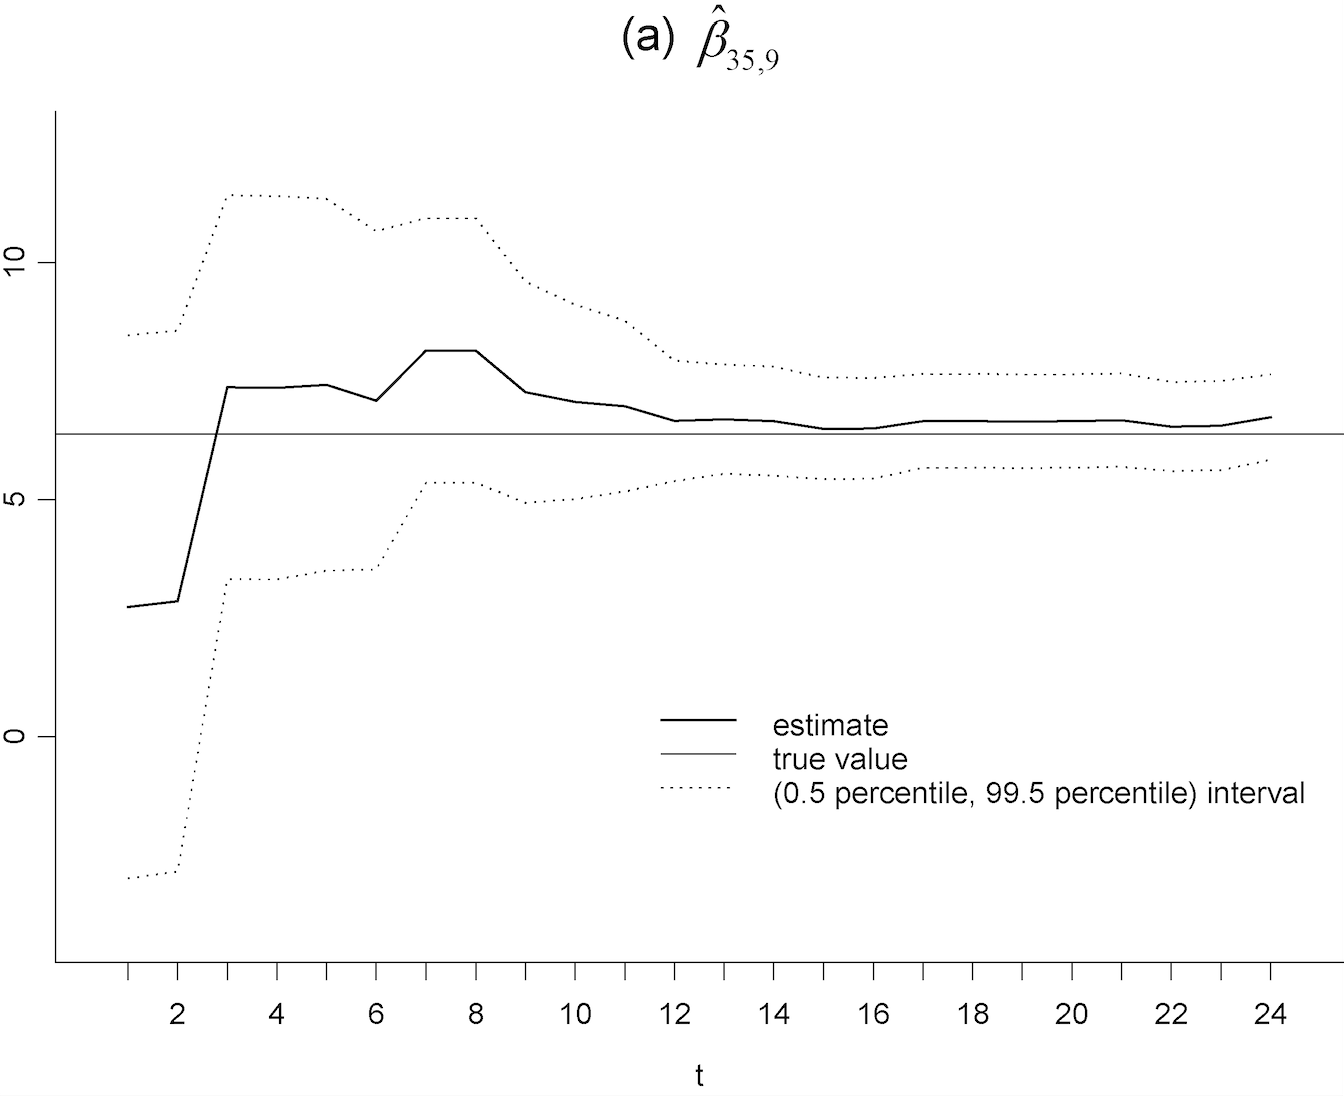 (a) β̂35,9
10
5
0
estimate
true value
(0.5 percentile, 99.5 percentile) interval
2 4 6 8 10 12 14 16 18 20 22 24
t